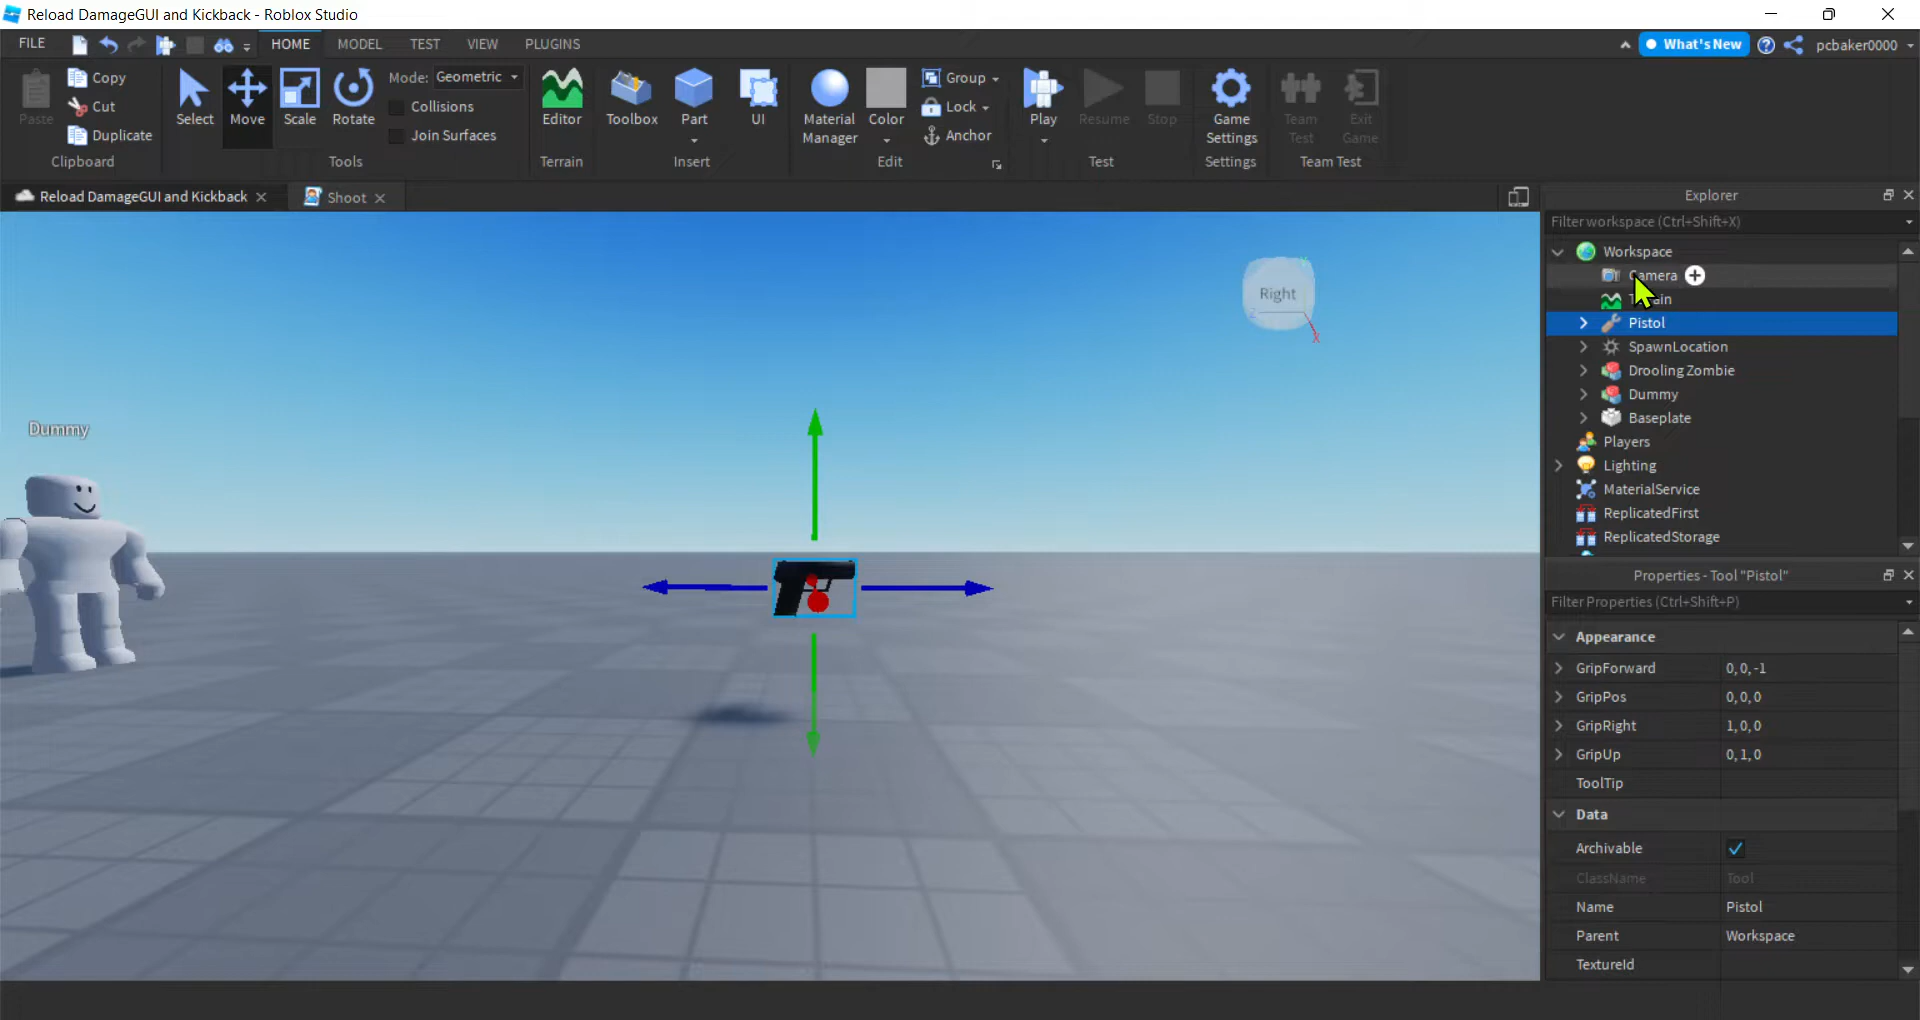 Reload DamageGUI and Kickback - Roblox Studio
FILE HOME MODEL TEST VIEW PLUGINS What's New pcbaker0000
Paste Copy Cut Duplicate Clipboard
Select Move Scale Rotate Mode: Geometric Collisions Join Surfaces Tools
Editor Terrain
Toolbox Part UI Insert
Material Manager Color Group Lock Anchor Edit
Play Resume Stop Test
Game Settings Settings
Team Test Exit Game Team Test
Reload DamageGUI and Kickback Shoot
Right
Z
X
Dummy
Explorer
Filter workspace (Ctrl+Shift+X)
Workspace
Camera
Terrain
Pistol
SpawnLocation
Drooling Zombie
Dummy
Baseplate
Players
Lighting
MaterialService
ReplicatedFirst
ReplicatedStorage
Properties - Tool "Pistol"
Filter Properties (Ctrl+Shift+P)
Appearance
GripForward 0, 0, -1
GripPos 0, 0, 0
GripRight 1, 0, 0
GripUp 0, 1, 0
ToolTip
Data
Archivable
ClassName Tool
Name Pistol
Parent Workspace
TextureId